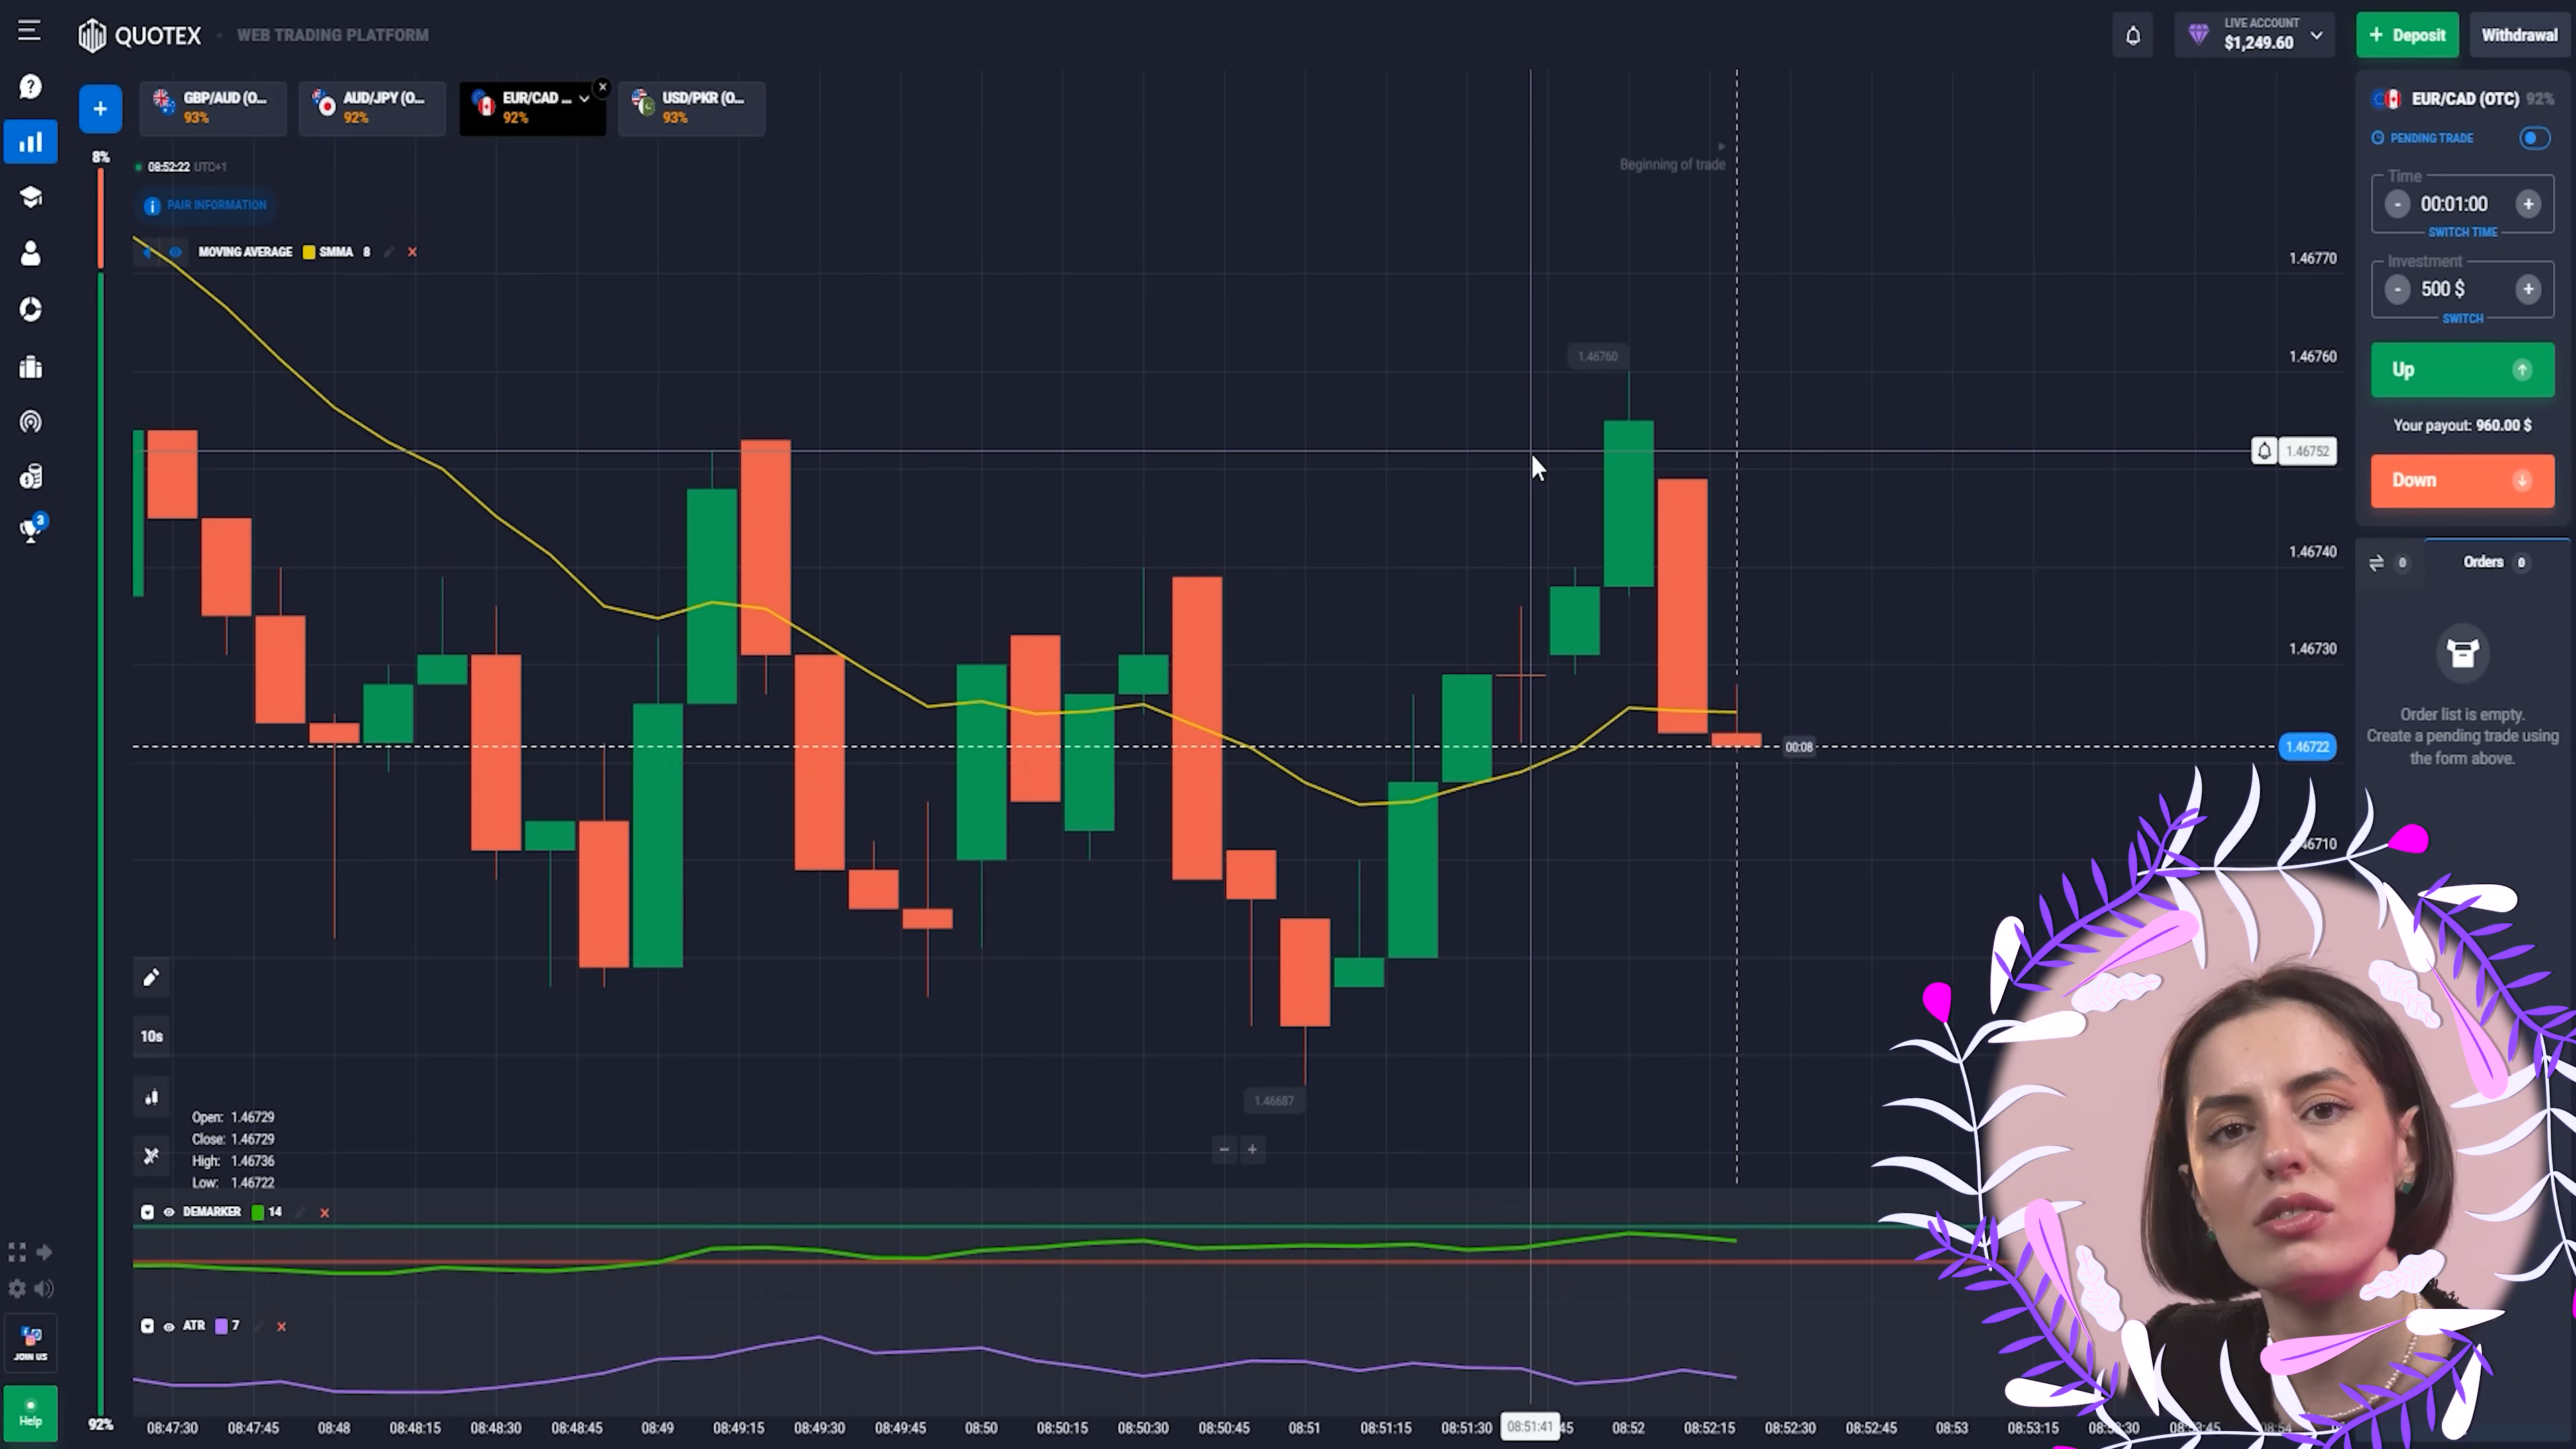 QUOTEX
WEB TRADING PLATFORM
LIVE ACCOUNT
$1,249.60
+ Deposit
Withdrawal
GBP/AUD (O...
93%
AUD/JPY (O...
92%
EUR/CAD ...
92%
USD/PKR (O...
93%
EUR/CAD (OTC) 92%
PENDING TRADE
8%
08:52:22 UTC+1
Beginning of trade
PAIR INFORMATION
Time
00:01:00
SWITCH TIME
MOVING AVERAGE SMMA 8
Investment
500 $
SWITCH
1.46770
1.46760
1.46760
Up
Your payout: 960.00 $
1.46752
Down
1.46740
0
Orders 0
1.46730
Order list is empty.
Create a pending trade using
the form above.
00:08
1.46722
46710
10s
1.46687
Open: 1.46729
Close: 1.46729
High: 1.46736
Low: 1.46722
DEMARKER 14
ATR 7
3
JOIN US
Help
92%
08:47:30 08:47:45 08:48 08:48:15 08:48:30 08:48:45 08:49 08:49:15 08:49:30 08:49:45 08:50 08:50:15 08:50:30 08:50:45 08:51 08:51:15 08:51:30 08:51:41 45 08:52 08:52:15 08:52:30 08:52:45 08:53 08:53:15